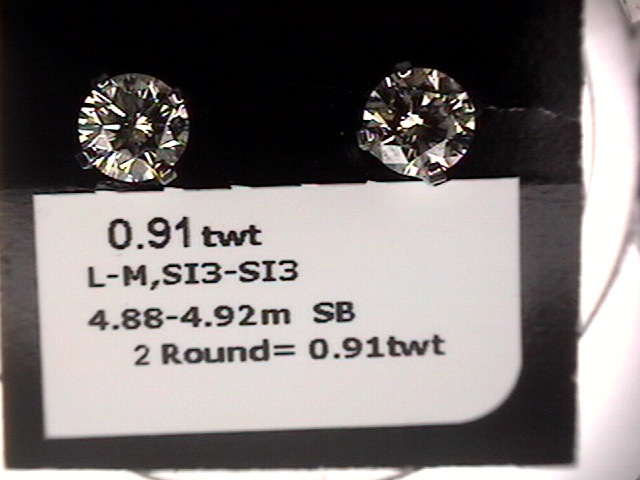 0.91 twt
L-M,SI3-SI3
4.88-4.92m SB
2 Round= 0.91twt